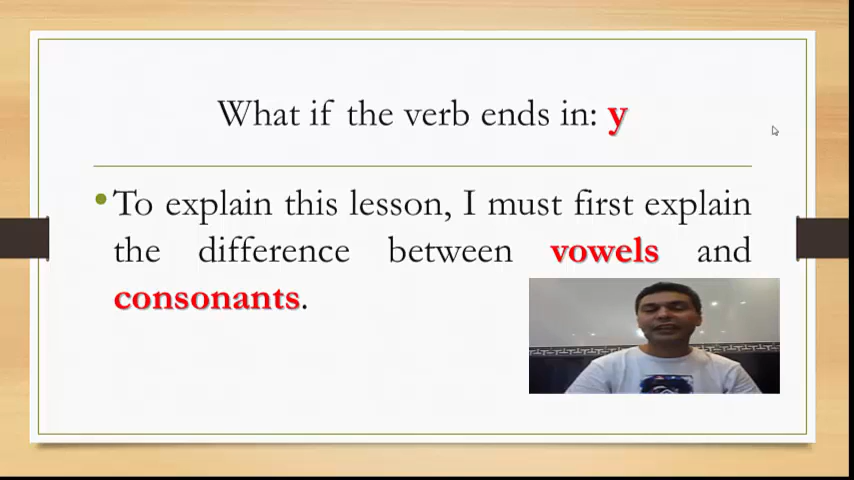 What if the verb ends in: y
•To explain this lesson, I must first explain
the difference between vowels and
consonants.